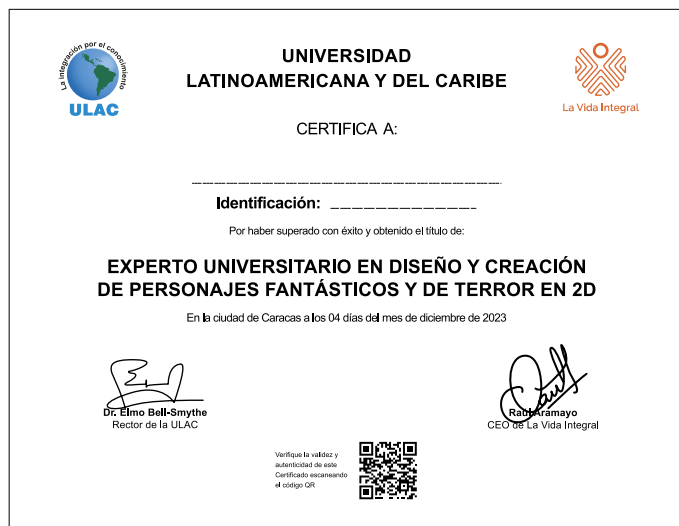 La integración por el conocimiento
ULAC
UNIVERSIDAD
LATINOAMERICANA Y DEL CARIBE
La Vida Integral
CERTIFICA A:
Identificación:
Por haber superado con éxito y obtenido el título de:
EXPERTO UNIVERSITARIO EN DISEÑO Y CREACIÓN
DE PERSONAJES FANTÁSTICOS Y DE TERROR EN 2D
En la ciudad de Caracas a los 04 días del mes de diciembre de 2023
Dr. Elmo Bell-Smythe
Rector de la ULAC
Raúl Aramayo
CEO de La Vida Integral
Verifique la validez y
autenticidad de este
Certificado escaneando
el código QR